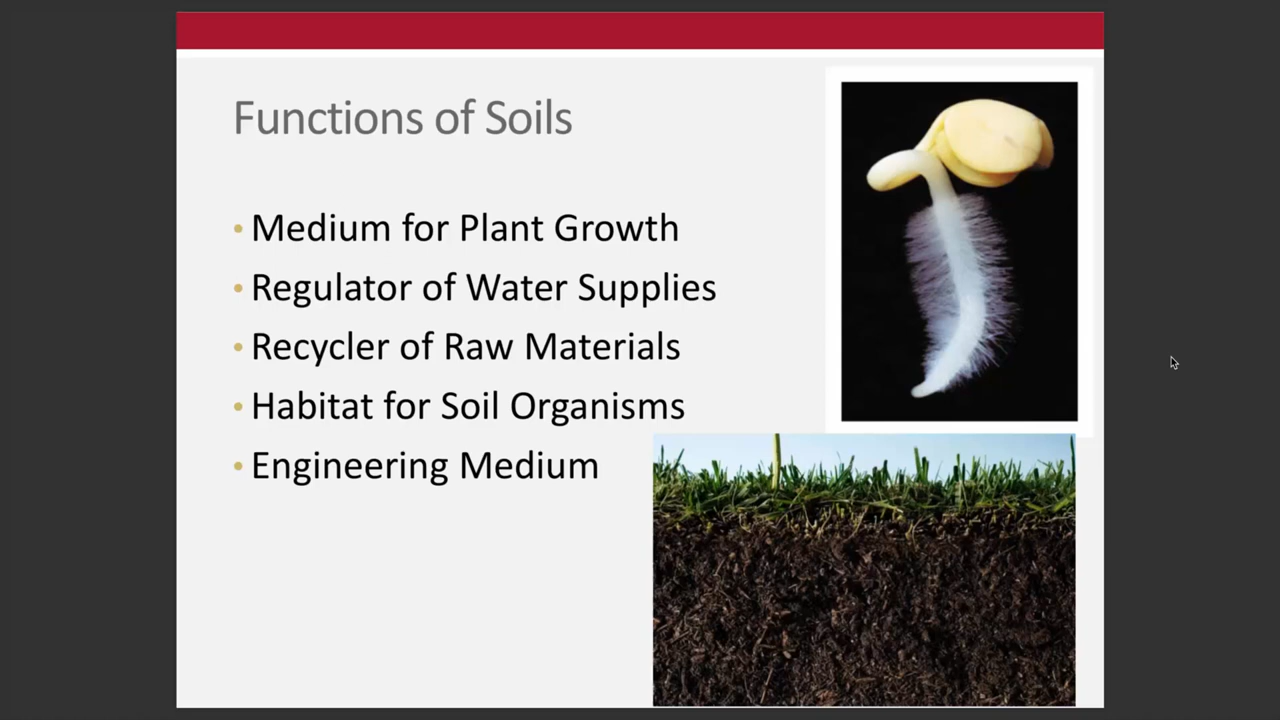 Functions of Soils
• Medium for Plant Growth
• Regulator of Water Supplies
• Recycler of Raw Materials
• Habitat for Soil Organisms
• Engineering Medium